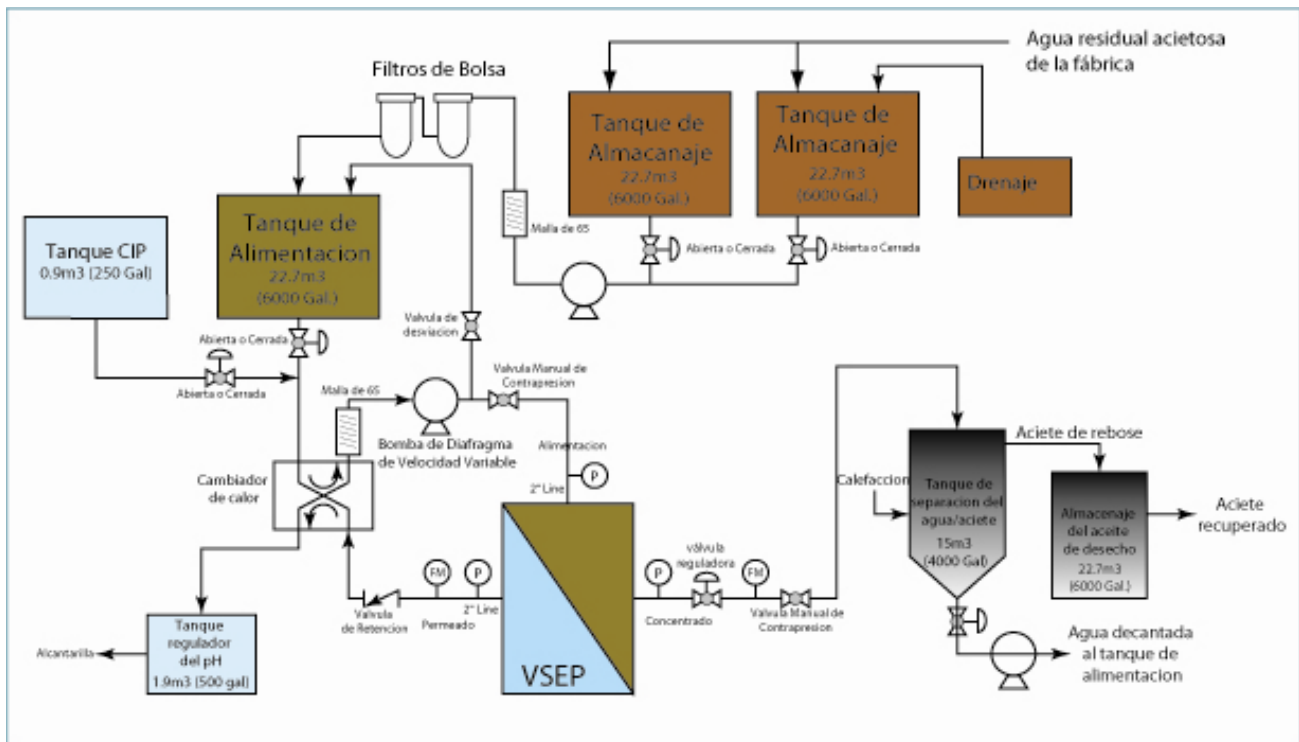 Agua residual acietosa
de la fábrica
Filtros de Bolsa
Tanque de
Almacanaje
22.7m3
(6000 Gal.)
Tanque de
Almacanaje
22.7m3
(6000 Gal.)
Drenaje
Malla de 65
Abierta o Cerrada
Abierta o Cerrada
Tanque CIP
0.9m3 (250 Gal)
Tanque de
Alimentacion
22.7m3
(6000 Gal.)
Abierta o Cerrada
Abierta o Cerrada
Valvula de
desviacion
Malla de 65
Valvula Manual de
Contrapresion
Bomba de Diafragma
de Velocidad Variable
Alimentacion
2" Line
P
Cambiador
de calor
Calefaccion
Tanque de
separacion del
agua/aciete
15m3
(4000 Gal)
Aciete de rebose
Almacenaje
del aceite
de desecho
22.7m3
(6000 Gal.)
Aciete
recuperado
FM
P
2" Line
Valvula
de Retencion
Permeado
VSEP
P
válvula
reguladora
FM
Concentrado
Valvula Manual de
Contrapresion
Tanque
regulador
del pH
1.9m3 (500 gal)
Alcantarilla
Agua decantada
al tanque de
alimentacion